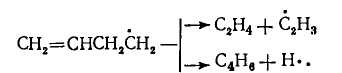 → C₂H₄ + Ċ₂H₃
CH₂=CHCH₂ĊH₂ —
→ C₄H₆ + H· .